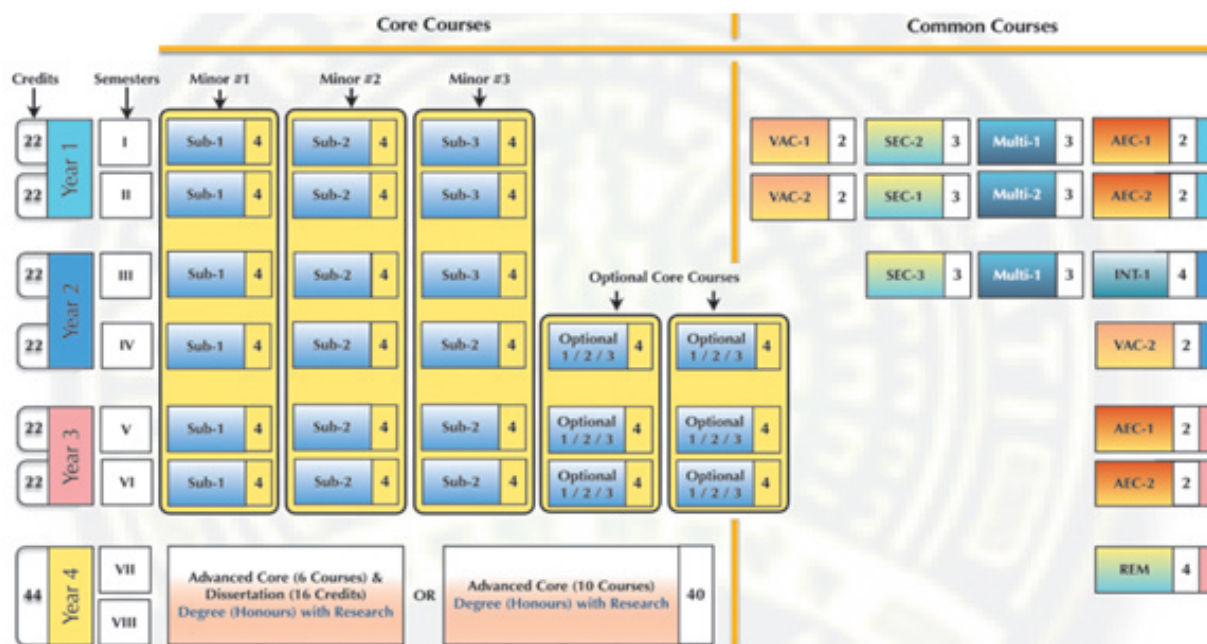 Core Courses Common Courses
Credits Semesters Minor #1 Minor #2 Minor #3
22 Year 1 I Sub-1 4 Sub-2 4 Sub-3 4 VAC-1 2 SEC-2 3 Multi-1 3 AEC-1 2
22 II Sub-1 4 Sub-2 4 Sub-3 4 VAC-2 2 SEC-1 3 Multi-2 3 AEC-2 2
22 Year 2 III Sub-1 4 Sub-2 4 Sub-3 4 SEC-3 3 Multi-1 3 INT-1 4
Optional Core Courses
22 IV Sub-1 4 Sub-2 4 Sub-2 4 Optional 4 Optional 4 VAC-2 2
1 / 2 / 3 1 / 2 / 3
22 Year 3 V Sub-1 4 Sub-2 4 Sub-2 4 Optional 4 Optional 4 AEC-1 2
1 / 2 / 3 1 / 2 / 3
22 VI Sub-1 4 Sub-2 4 Sub-2 4 Optional 4 Optional 4 AEC-2 2
1 / 2 / 3 1 / 2 / 3
44 Year 4 VII VIII
Advanced Core (6 Courses) &
Dissertation (16 Credits)
Degree (Honours) with Research
OR
Advanced Core (10 Courses)
Degree (Honours) with Research
40
REM 4